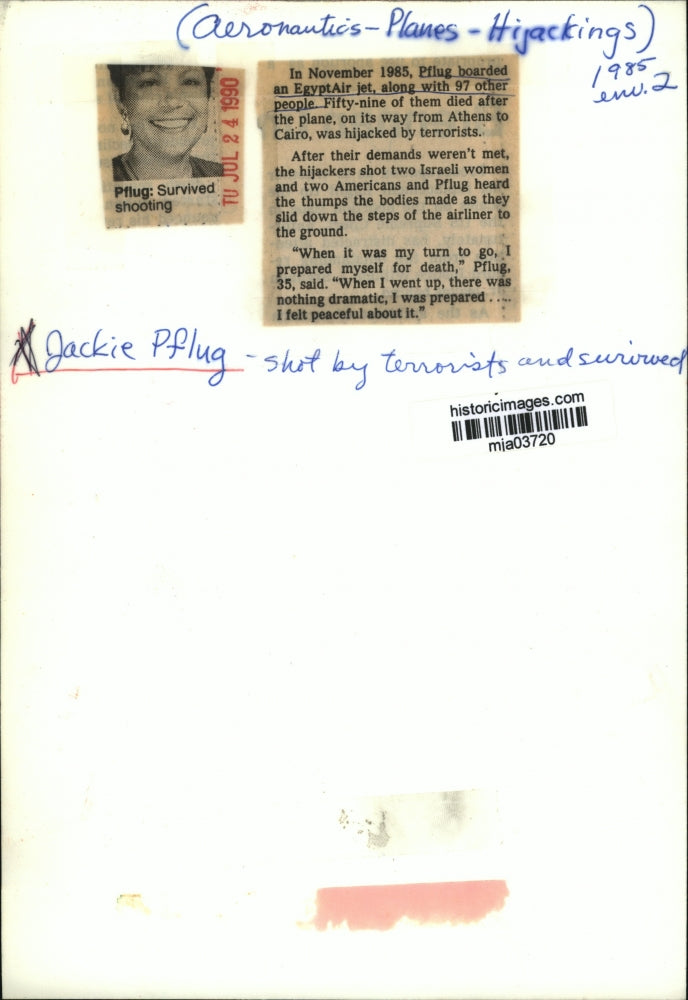 (Aeronautics - Planes - Hijackings)
1985
env. 2
TU JUL 24 1990
Pflug: Survived
shooting
In November 1985, Pflug boarded
an EgyptAir jet, along with 97 other
people. Fifty-nine of them died after
the plane, on its way from Athens to
Cairo, was hijacked by terrorists.
After their demands weren't met,
the hijackers shot two Israeli women
and two Americans and Pflug heard
the thumps the bodies made as they
slid down the steps of the airliner to
the ground.
"When it was my turn to go, I
prepared myself for death," Pflug,
35, said. "When I went up, there was
nothing dramatic, I was prepared ....
I felt peaceful about it."
Jackie Pflug - shot by terrorists and survived
historicimages.com
mja03720